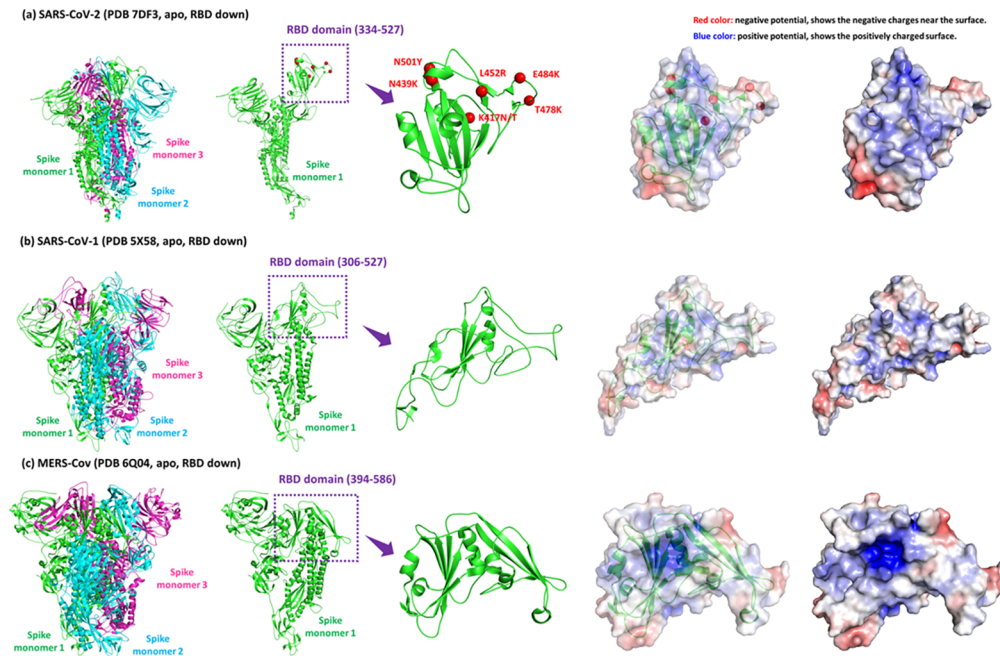 (a) SARS-CoV-2 (PDB 7DF3, apo, RBD down)
RBD domain (334-527)
Red color: negative potential, shows the negative charges near the surface.
Blue color: positive potential, shows the positively charged surface.
N501Y
N439K
L452R
E484K
T478K
K417N/T
Spike
monomer 1
Spike
monomer 3
Spike
monomer 2
Spike
monomer 1
(b) SARS-CoV-1 (PDB 5X58, apo, RBD down)
RBD domain (306-527)
Spike
monomer 3
Spike
monomer 1
Spike
monomer 2
Spike
monomer 1
(c) MERS-Cov (PDB 6Q04, apo, RBD down)
RBD domain (394-586)
Spike
monomer 3
Spike
monomer 1
Spike
monomer 2
Spike
monomer 1